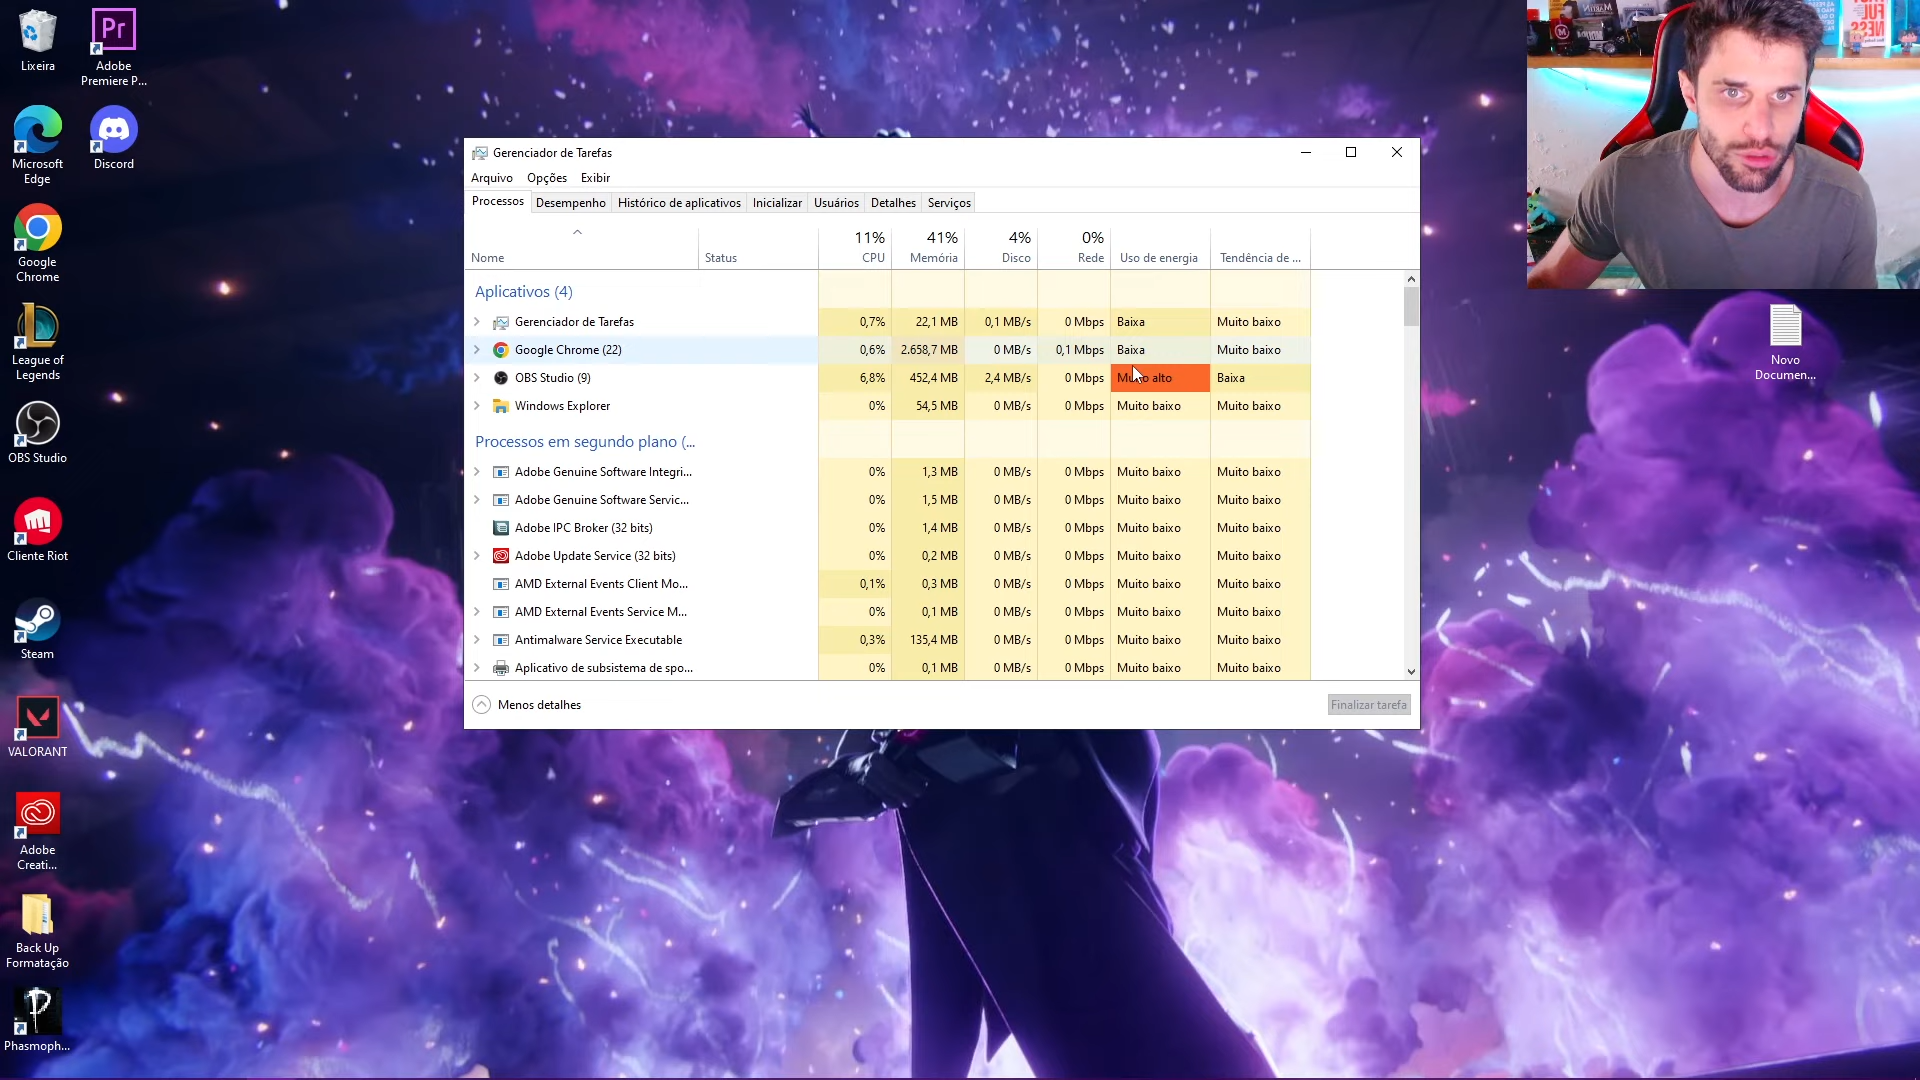 Lixeira
Adobe
Premiere P...
Microsoft
Edge
Discord
Google
Chrome
League of
Legends
OBS Studio
Cliente Riot
Steam
VALORANT
Adobe
Creati...
Back Up
Formatação
Phasmoph...
Gerenciador de Tarefas
Arquivo Opções Exibir
Processos Desempenho Histórico de aplicativos Inicializar Usuários Detalhes Serviços
11% 41% 4% 0%
Nome Status CPU Memória Disco Rede Uso de energia Tendência de ...
Aplicativos (4)
Gerenciador de Tarefas 0,7% 22,1 MB 0,1 MB/s 0 Mbps Baixa Muito baixo
Google Chrome (22) 0,6% 2.658,7 MB 0 MB/s 0,1 Mbps Baixa Muito baixo
OBS Studio (9) 6,8% 452,4 MB 2,4 MB/s 0 Mbps Muito alto Baixa
Windows Explorer 0% 54,5 MB 0 MB/s 0 Mbps Muito baixo Muito baixo
Processos em segundo plano (...
Adobe Genuine Software Integri... 0% 1,3 MB 0 MB/s 0 Mbps Muito baixo Muito baixo
Adobe Genuine Software Servic... 0% 1,5 MB 0 MB/s 0 Mbps Muito baixo Muito baixo
Adobe IPC Broker (32 bits) 0% 1,4 MB 0 MB/s 0 Mbps Muito baixo Muito baixo
Adobe Update Service (32 bits) 0% 0,2 MB 0 MB/s 0 Mbps Muito baixo Muito baixo
AMD External Events Client Mo... 0,1% 0,3 MB 0 MB/s 0 Mbps Muito baixo Muito baixo
AMD External Events Service M... 0% 0,1 MB 0 MB/s 0 Mbps Muito baixo Muito baixo
Antimalware Service Executable 0,3% 135,4 MB 0 MB/s 0 Mbps Muito baixo Muito baixo
Aplicativo de subsistema de spo... 0% 0,1 MB 0 MB/s 0 Mbps Muito baixo Muito baixo
Menos detalhes Finalizar tarefa
MARTIN
Novo
Documen...